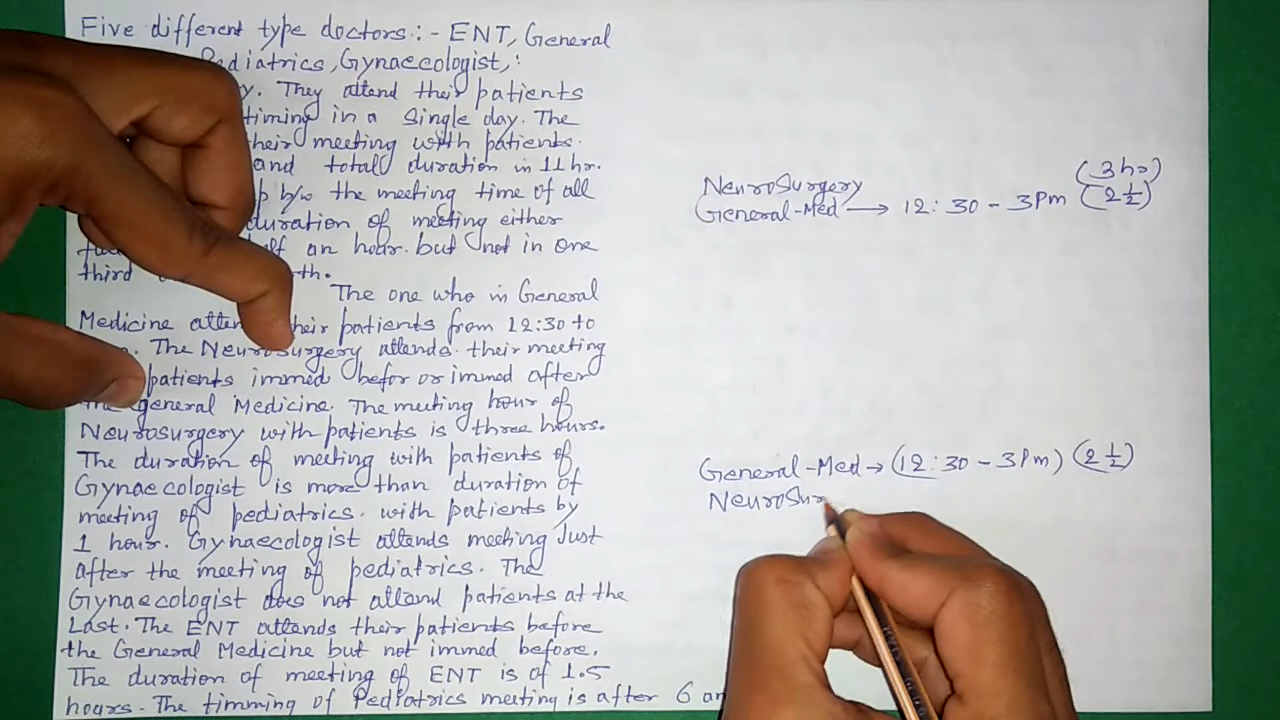 Five different type doctors:- ENT, General
Pediatrics, Gynaecologist,
They attend their patients
timing in a single day. The
their meeting with patients.
and total duration in 11 hr.
b/w the meeting time of all
duration of meeting either
an hour. but not in one
third
The one who in General
Medicine their patients from 12:30 to
The Neurosurgery attends their meeting
patients immed befor or immed after
the general Medicine. The meeting hour of
Neurosurgery with patients is three hours.
The duration of meeting with patients of
Gynaecologist is more than duration of
meeting of pediatrics. with patients by
1 hour. Gynaecologist attends meeting Just
after the meeting of pediatrics. The
Gynaecologist does not attend patients at the
Last. The ENT attends their patients before
the General Medicine but not immed before.
The duration of meeting of ENT is of 1.5
hours. The timming of Pediatrics meeting is after 6
NeuroSurgery (3hr)
General-Med → 12:30 - 3Pm (2 1/2)
General-Med → (12:30 - 3Pm) (2 1/2)
NeuroSur